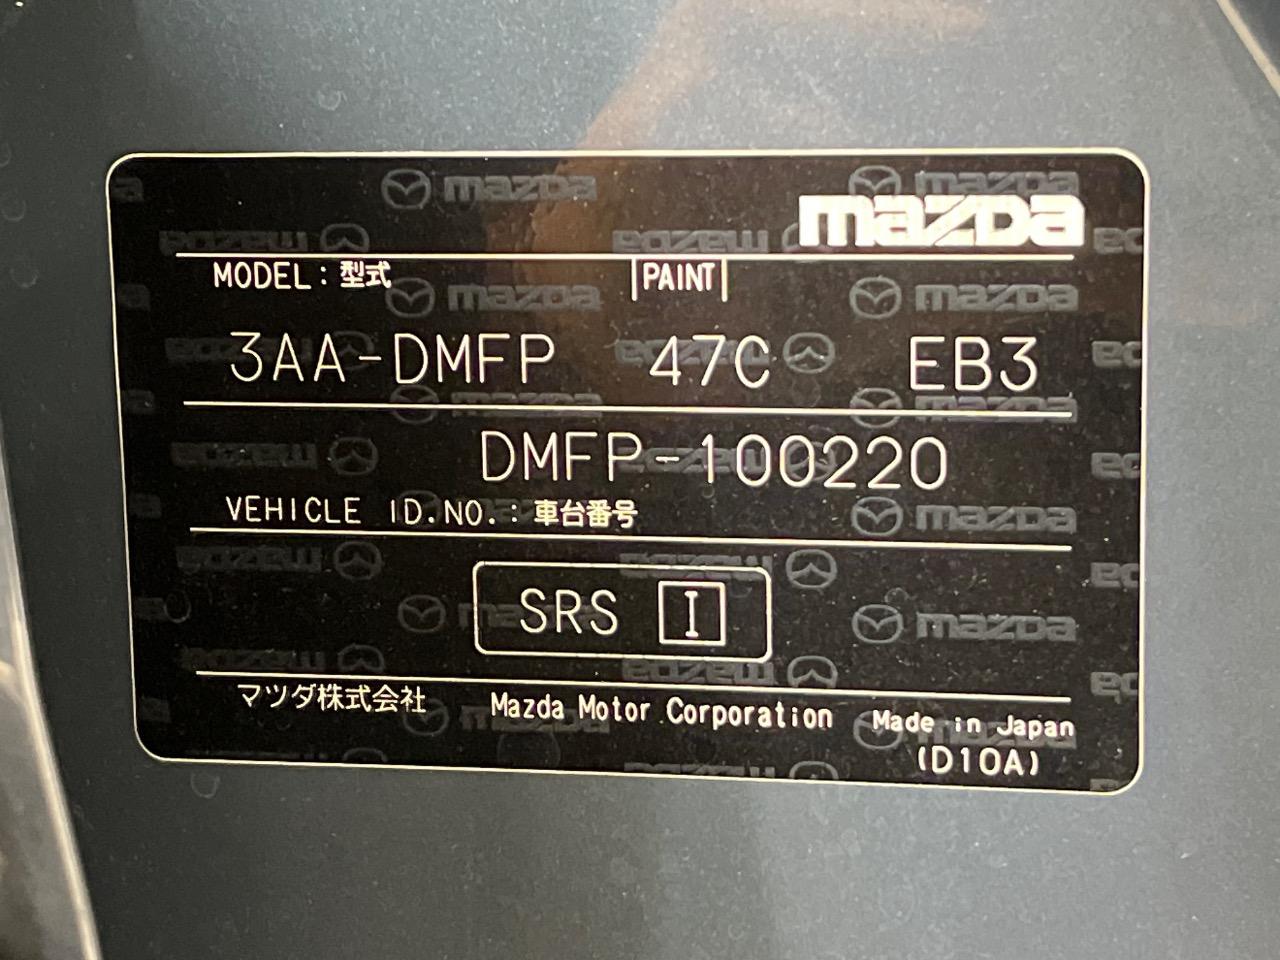 mazda
MODEL：型式 PAINT
3AA-DMFP 47C EB3
DMFP-100220
VEHICLE ID.NO.：車台番号
SRS I
マツダ株式会社 Mazda Motor Corporation Made in Japan
(D10A)